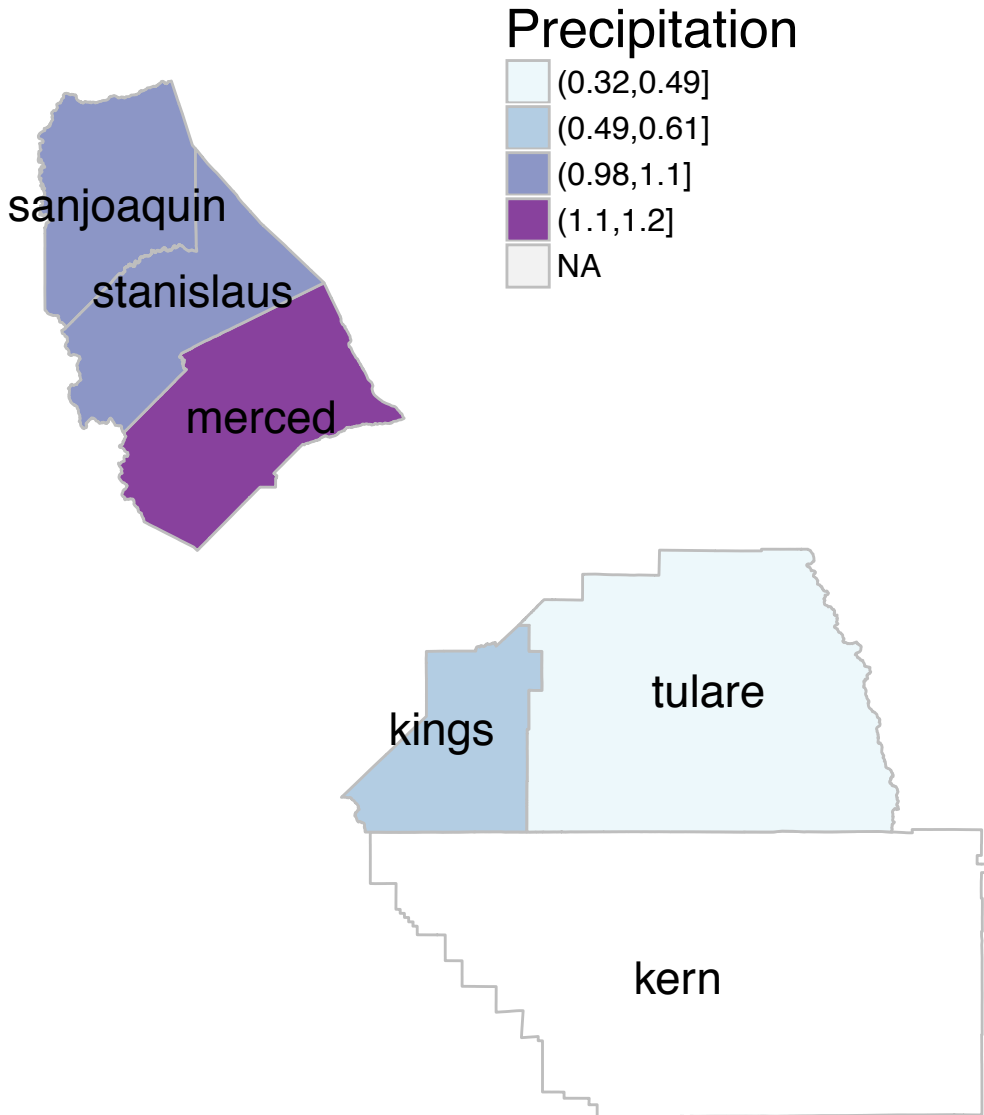 Precipitation
(0.32,0.49]
(0.49,0.61]
(0.98,1.1]
(1.1,1.2]
NA
sanjoaquin
stanislaus
merced
tulare
kings
kern